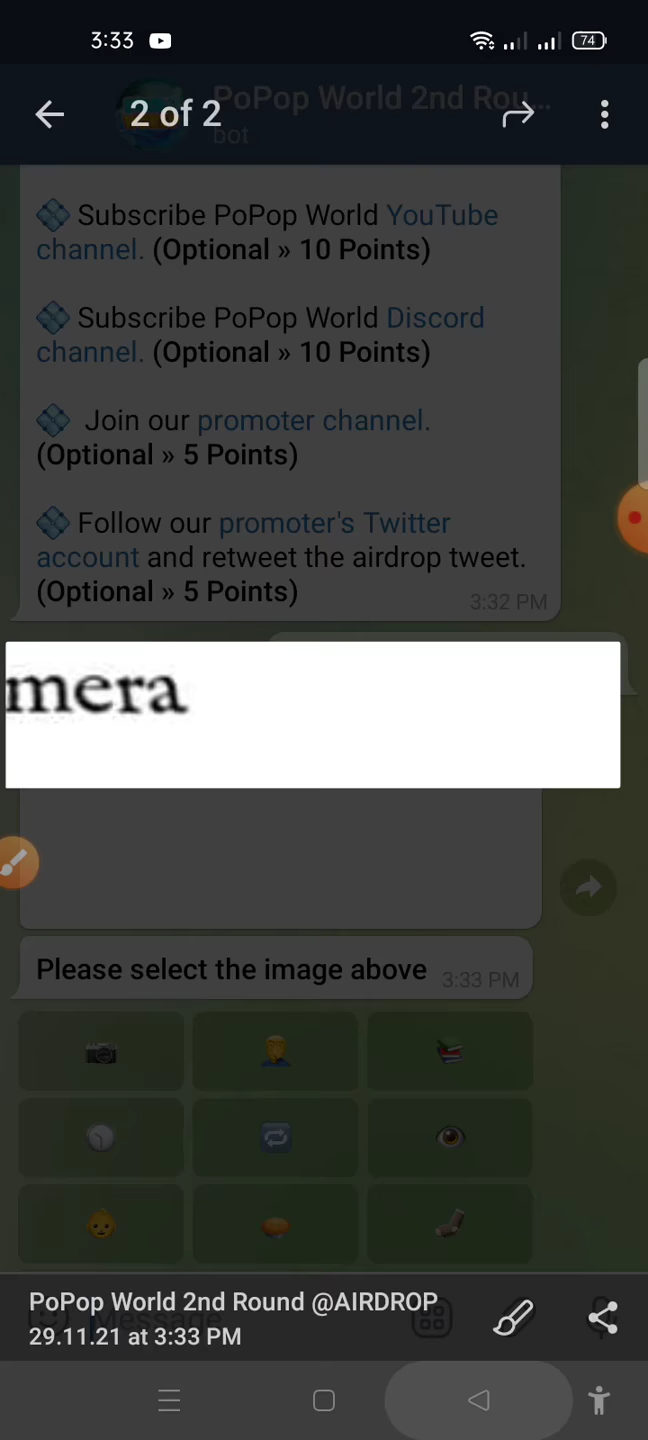 3:33
74
2 of 2
PoPop World 2nd Rou...
bot
Subscribe PoPop World YouTube
channel. (Optional » 10 Points)
Subscribe PoPop World Discord
channel. (Optional » 10 Points)
Join our promoter channel.
(Optional » 5 Points)
Follow our promoter's Twitter
account and retweet the airdrop tweet.
(Optional » 5 Points)
3:32 PM
mera
Please select the image above
3:33 PM
PoPop World 2nd Round @AIRDROP
Message
29.11.21 at 3:33 PM